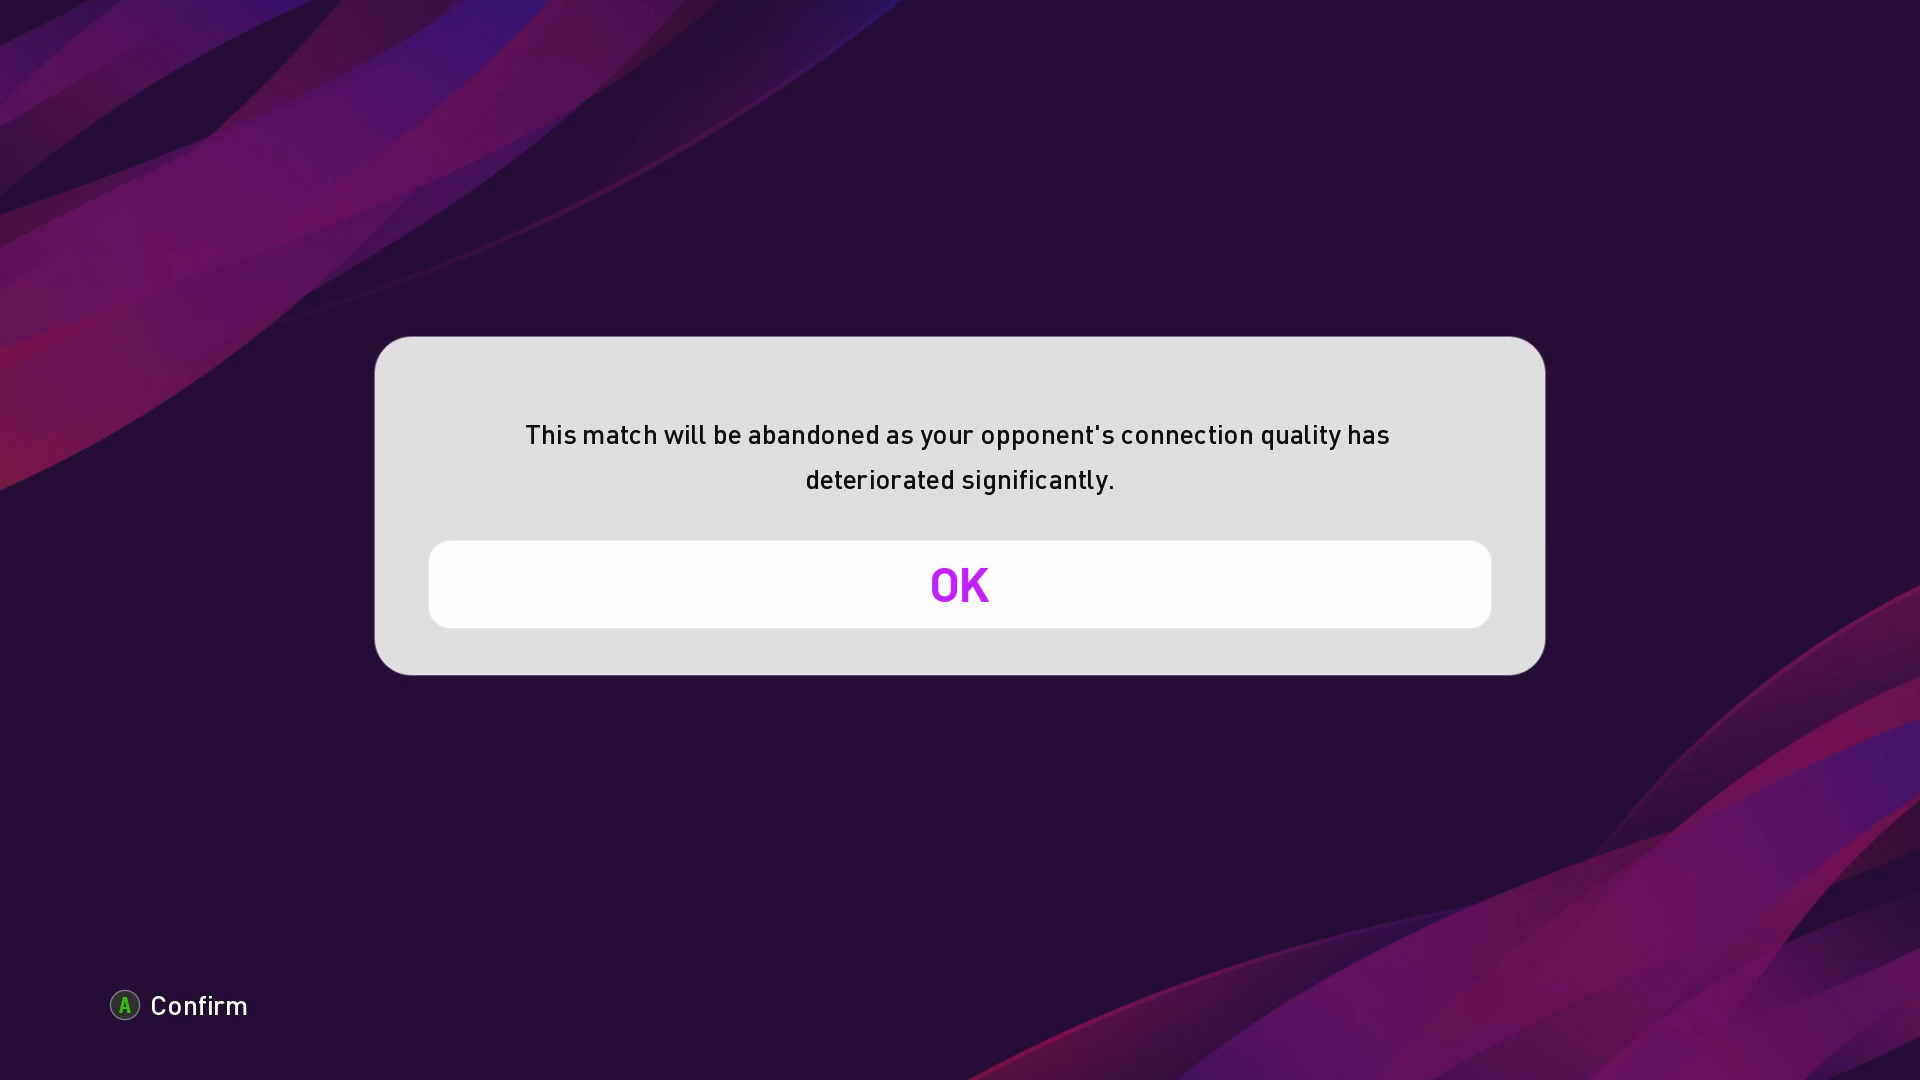 This match will be abandoned as your opponent's connection quality has
deteriorated significantly.
OK
A Confirm